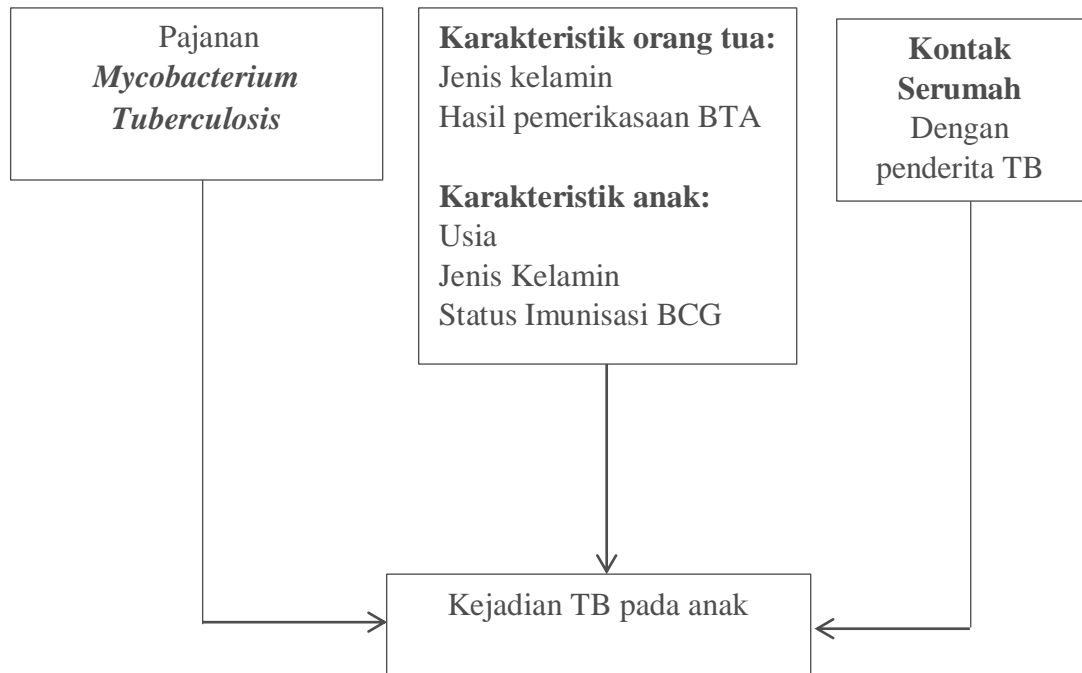 Pajanan
Mycobacterium
Tuberculosis
Karakteristik orang tua:
Jenis kelamin
Hasil pemerikasaan BTA
Karakteristik anak:
Usia
Jenis Kelamin
Status Imunisasi BCG
Kontak
Serumah
Dengan
penderita TB
Kejadian TB pada anak